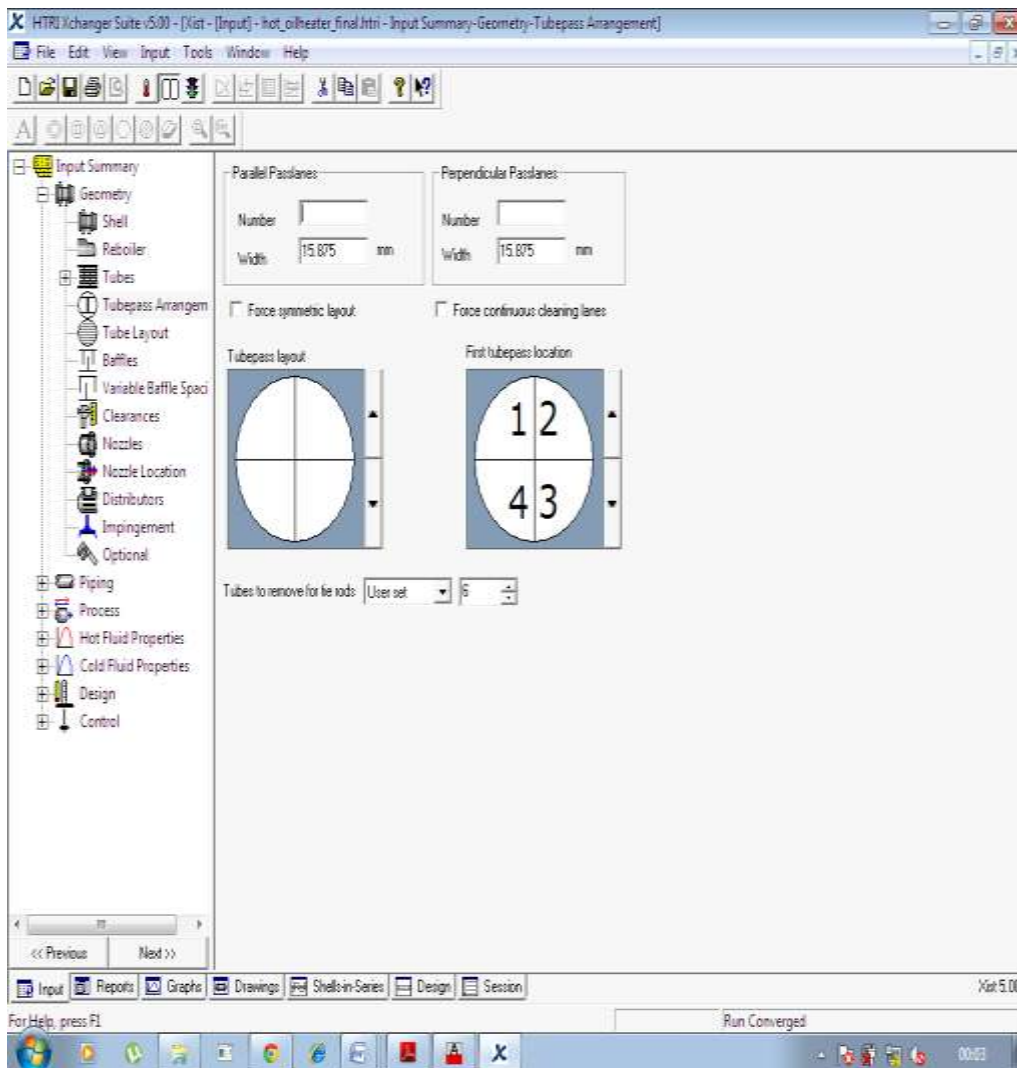 HTRI Xchanger Suite v5.00 - [Xist - [Input] - hot_oilheater_final.htri - Input Summary-Geometry-Tubepass Arrangement]
File Edit View Input Tools Window Help
Input Summary
Geometry
Shell
Reboiler
Tubes
Tubepass Arrangem
Tube Layout
Baffles
Variable Baffle Spaci
Clearances
Nozzles
Nozzle Location
Distributors
Impingement
Optional
Piping
Process
Hot Fluid Properties
Cold Fluid Properties
Design
Control
<< Previous Next >>
Parallel Passlanes
Number
Width 15.875 mm
Perpendicular Passlanes
Number
Width 15.875 mm
Force symmetric layout
Force continuous cleaning lanes
Tubepass layout
First tubepass location
1 2
4 3
Tubes to remove for tie rods User set 6
Input Reports Graphs Drawings Shells-in-Series Design Session
Xist 5.00
For Help, press F1
Run Converged
00:03